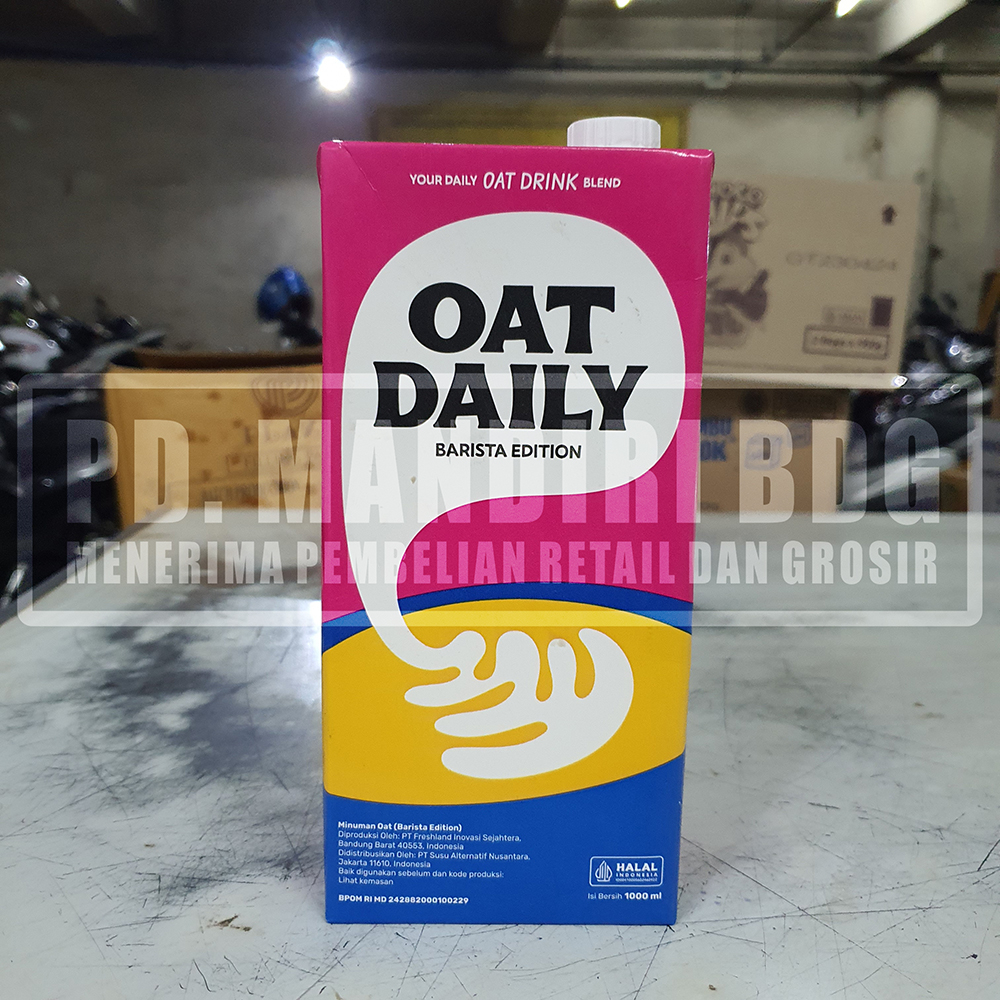 YOUR DAILY OAT DRINK BLEND
OAT
DAILY
BARISTA EDITION
PD. MANDIRI BDG
MENERIMA PEMBELIAN RETAIL DAN GROSIR
Minuman Oat (Barista Edition)
Diproduksi Oleh: PT Freshland Inovasi Sejahtera,
Bandung Barat 40553, Indonesia
Didistribusikan Oleh: PT Susu Alternatif Nusantara,
Jakarta 11610, Indonesia
Baik digunakan sebelum dan kode produksi:
Lihat kemasan
BPOM RI MD 242882000100229
HALAL
INDONESIA
Isi Bersih 1000 ml